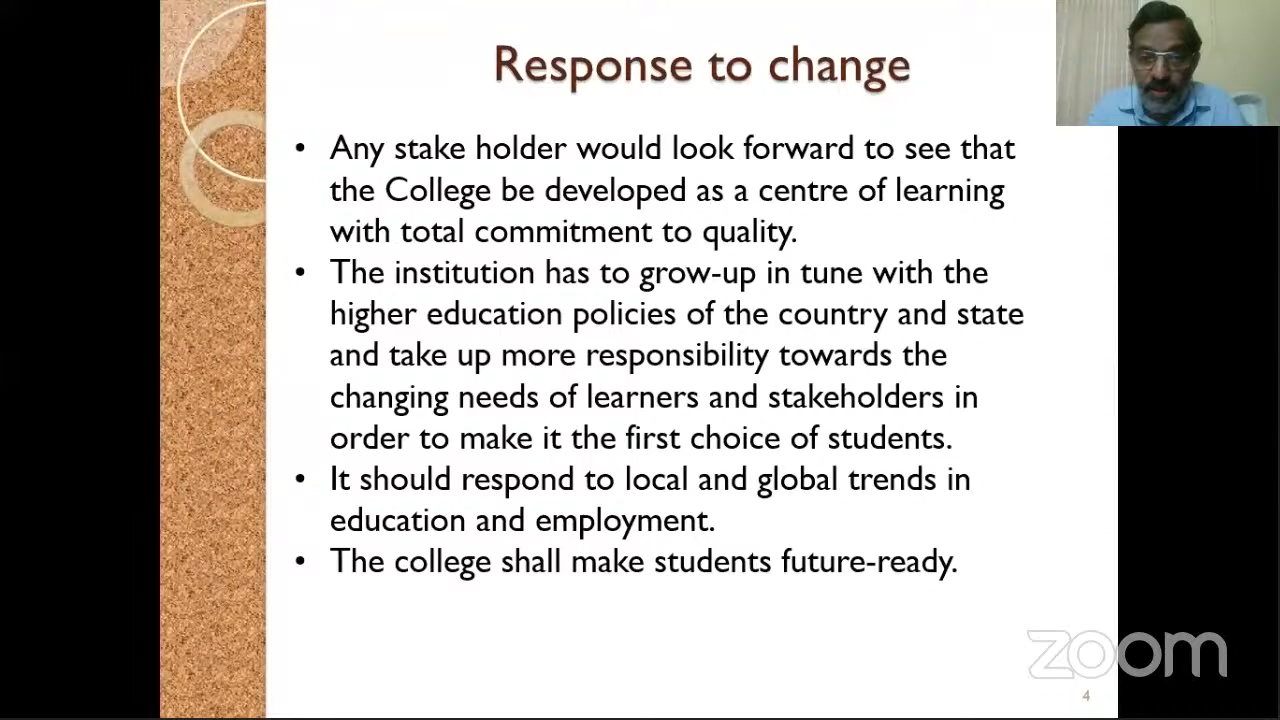 Response to change
• Any stake holder would look forward to see that
the College be developed as a centre of learning
with total commitment to quality.
• The institution has to grow-up in tune with the
higher education policies of the country and state
and take up more responsibility towards the
changing needs of learners and stakeholders in
order to make it the first choice of students.
• It should respond to local and global trends in
education and employment.
• The college shall make students future-ready.
zoom
4